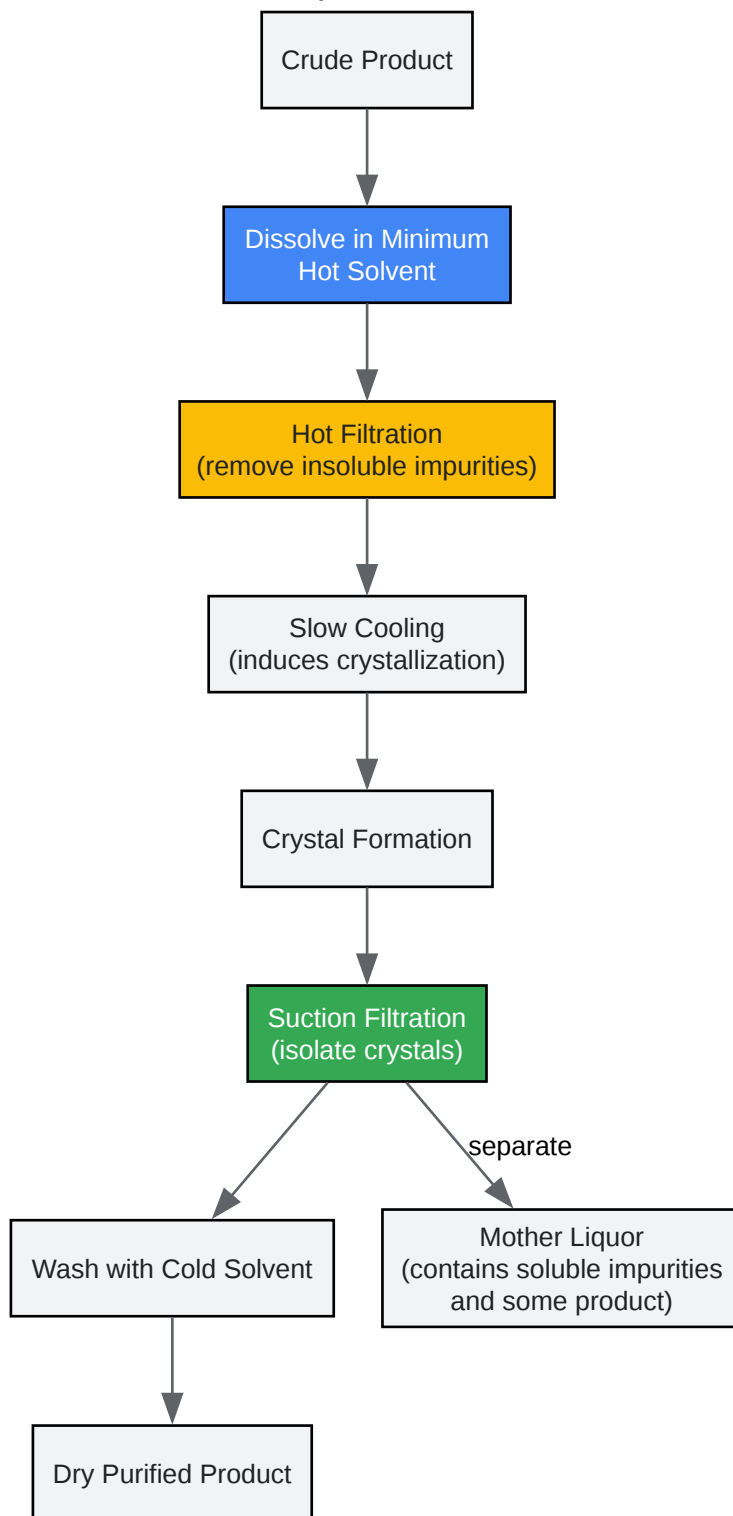 Crude Product
Dissolve in Minimum
Hot Solvent
Hot Filtration
(remove insoluble impurities)
Slow Cooling
(induces crystallization)
Crystal Formation
Suction Filtration
(isolate crystals)
separate
Wash with Cold Solvent
Mother Liquor
(contains soluble impurities
and some product)
Dry Purified Product